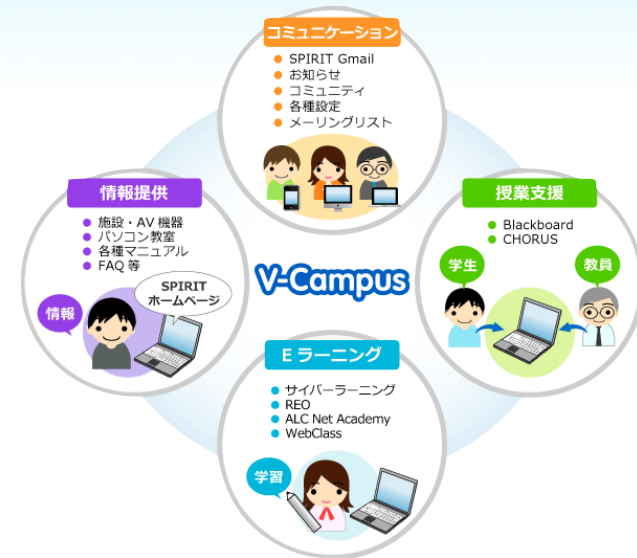 コミュニケーション
SPIRIT Gmail
お知らせ
コミュニティ
各種設定
メーリングリスト
情報提供
施設・AV 機器
パソコン教室
各種マニュアル
FAQ 等
情報
SPIRIT
ホームページ
V-Campus
授業支援
Blackboard
CHORUS
学生
教員
E ラーニング
サイバーラーニング
REO
ALC Net Academy
WebClass
学習